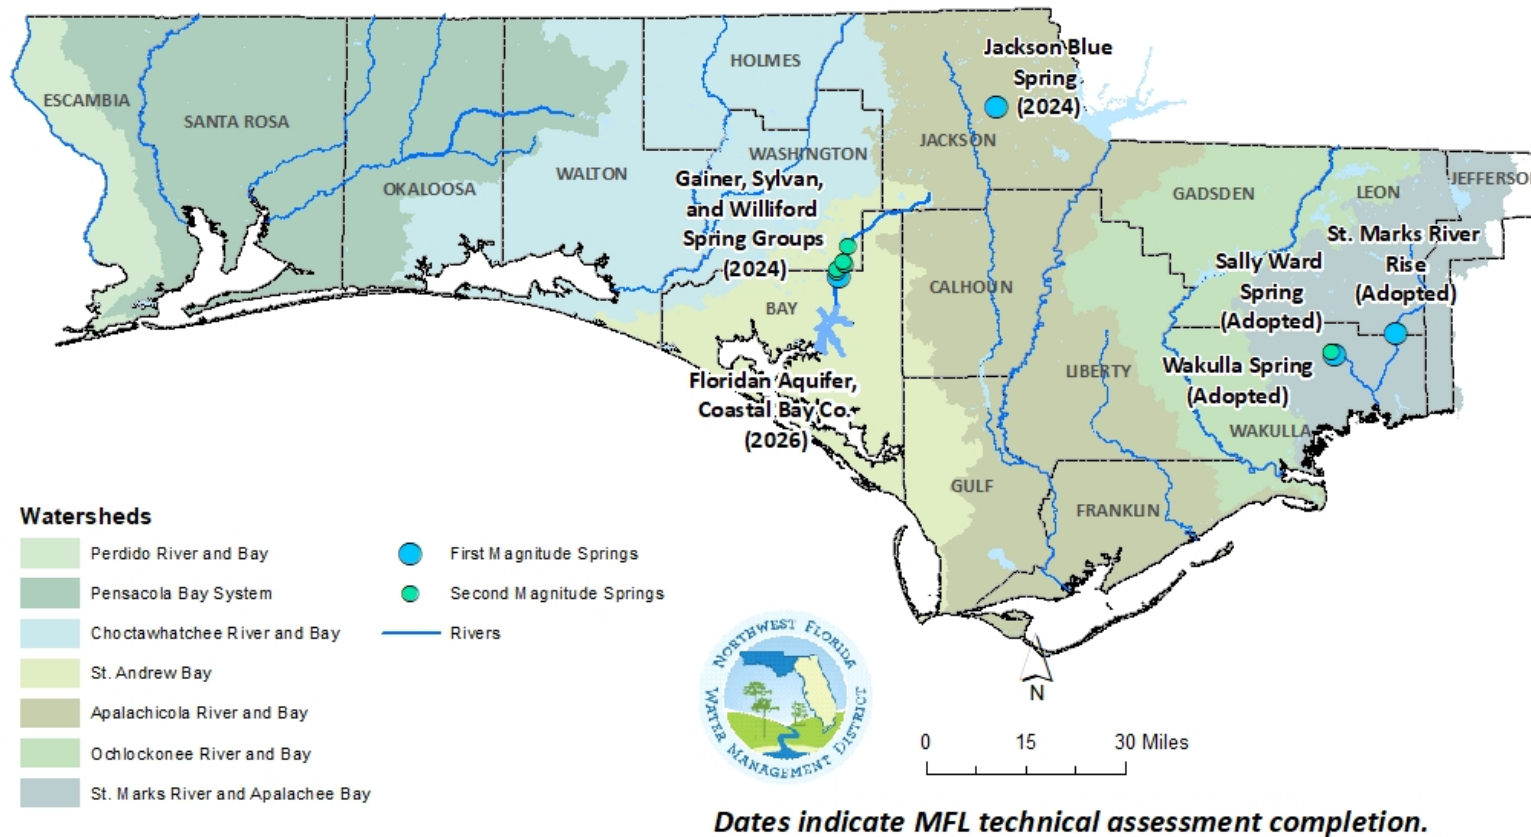 ESCAMBIA
SANTA ROSA
OKALOOSA
WALTON
HOLMES
WASHINGTON
JACKSON
BAY
CALHOUN
GULF
LIBERTY
FRANKLIN
GADSDEN
LEON
WAKULLA
JEFFERSO
Jackson Blue
Spring
(2024)
Gainer, Sylvan,
and Williford
Spring Groups
(2024)
Floridan Aquifer,
Coastal Bay Co.
(2026)
Sally Ward
Spring
(Adopted)
St. Marks River
Rise
(Adopted)
Wakulla Spring
(Adopted)
Watersheds
Perdido River and Bay
Pensacola Bay System
Choctawhatchee River and Bay
St. Andrew Bay
Apalachicola River and Bay
Ochlockonee River and Bay
St. Marks River and Apalachee Bay
First Magnitude Springs
Second Magnitude Springs
Rivers
NORTHWEST FLORIDA
WATER MANAGEMENT DISTRICT
N
0 15 30 Miles
Dates indicate MFL technical assessment completion.